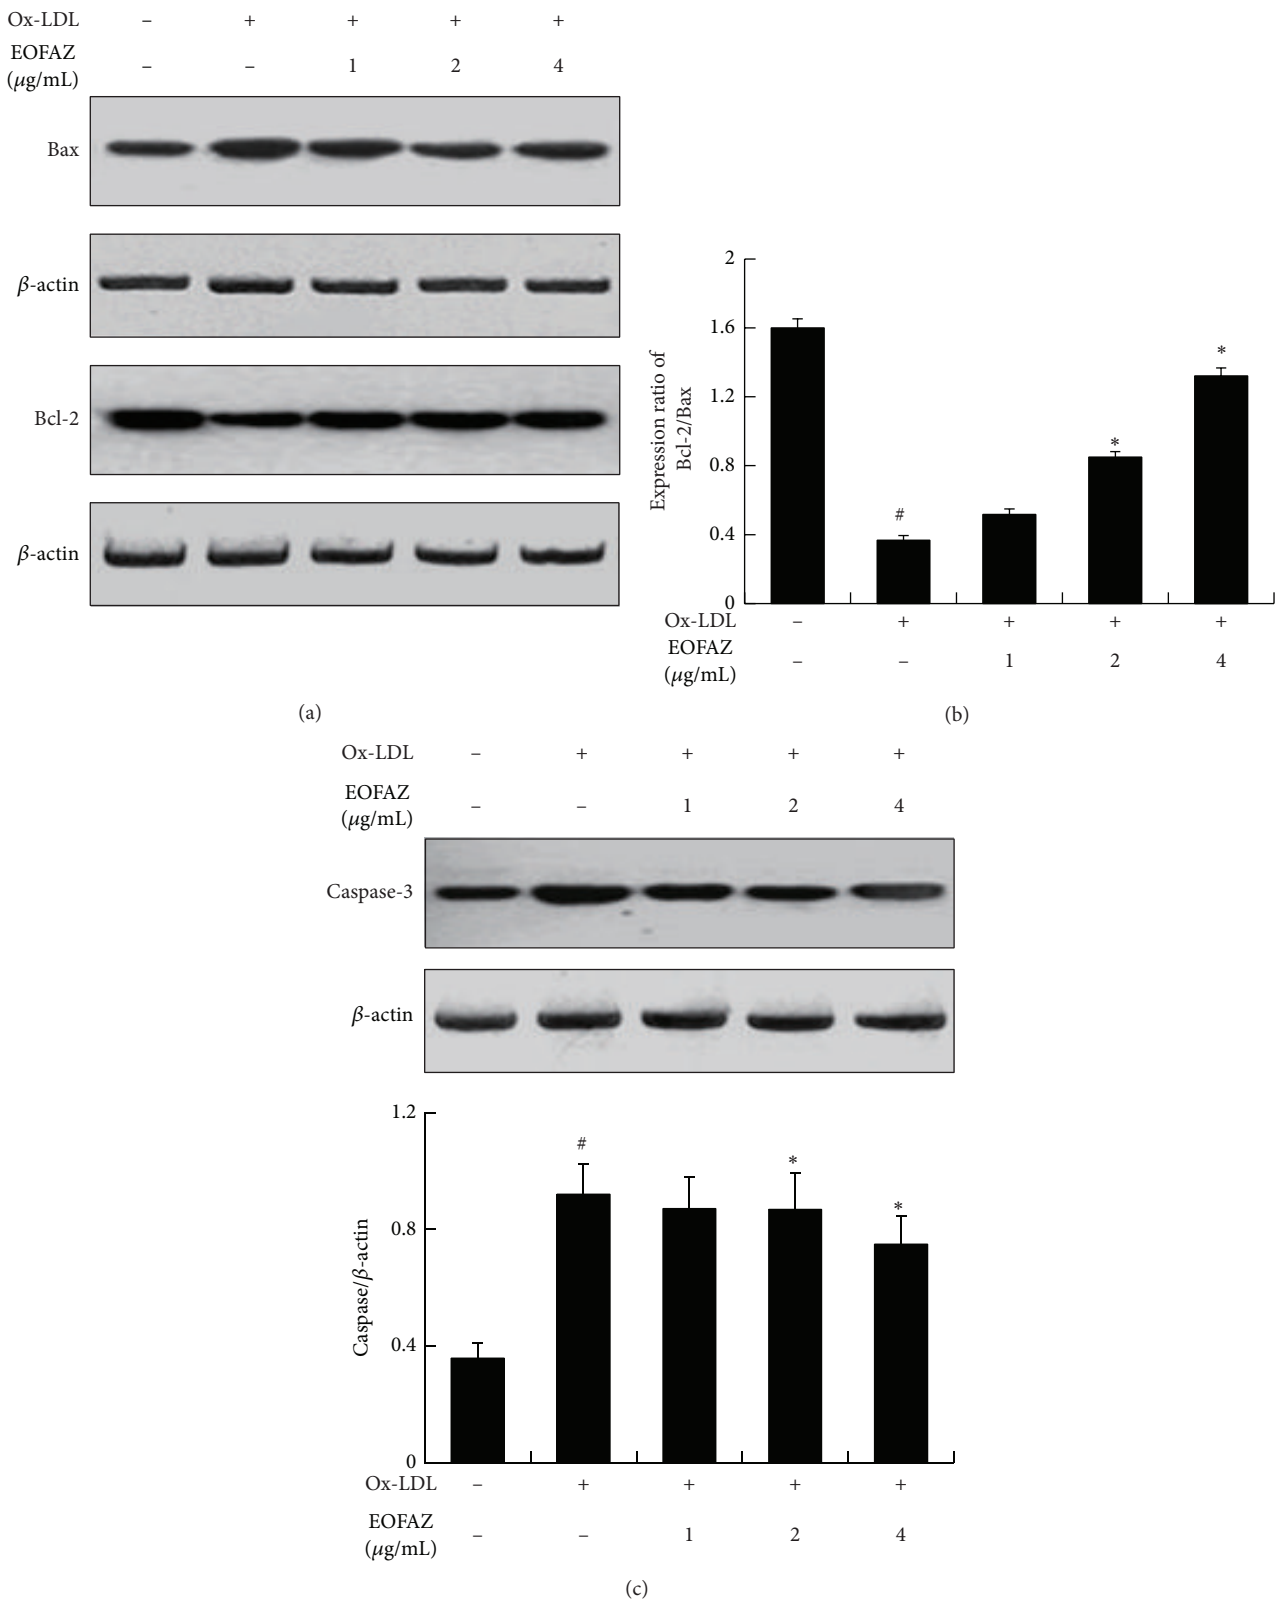 Ox-LDL – + + + +
EOFAZ
(μg/mL) – – 1 2 4
Bax
β-actin
Bcl-2
β-actin
(a)
Expression ratio of
Bcl-2/Bax
2
1.6
1.2
0.8
0.4
0
# * *
Ox-LDL – + + + +
EOFAZ
(μg/mL) – – 1 2 4
(b)
Ox-LDL – + + + +
EOFAZ
(μg/mL) – – 1 2 4
Caspase-3
β-actin
Caspase/β-actin
1.2
0.8
0.4
0
# * *
Ox-LDL – + + + +
EOFAZ
(μg/mL) – – 1 2 4
(c)